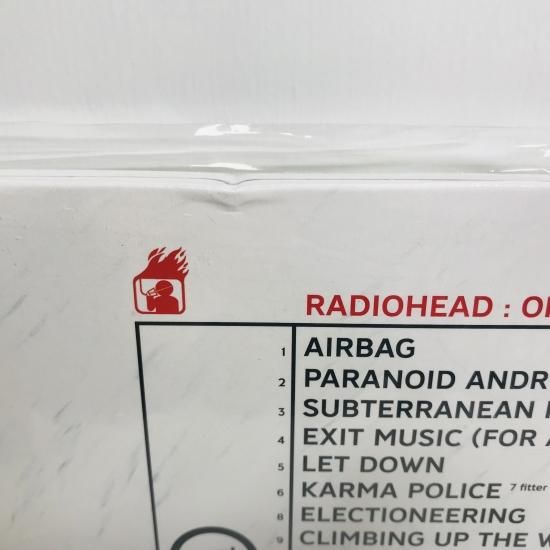 RADIOHEAD : O
1 AIRBAG
2 PARANOID ANDR
3 SUBTERRANEAN
4 EXIT MUSIC (FOR
5 LET DOWN
6 KARMA POLICE 7 fitter
8 ELECTIONEERING
9 CLIMBING UP THE W